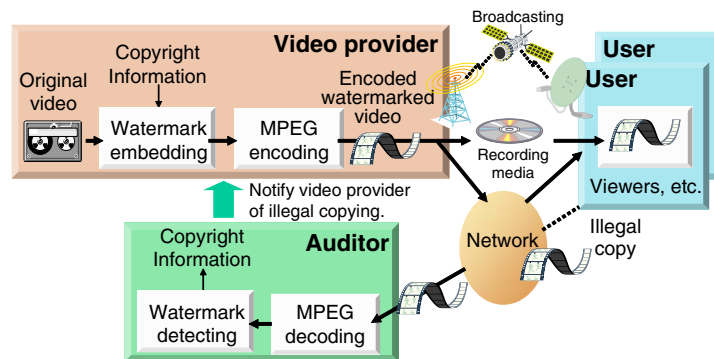 Broadcasting
Video provider
User
User
Copyright
Information
Original
video
Encoded
watermarked
video
Watermark
embedding
MPEG
encoding
Recording
media
Viewers, etc.
Notify video provider
of illegal copying.
Auditor
Copyright
Information
Network
Illegal
copy
Watermark
detecting
MPEG
decoding